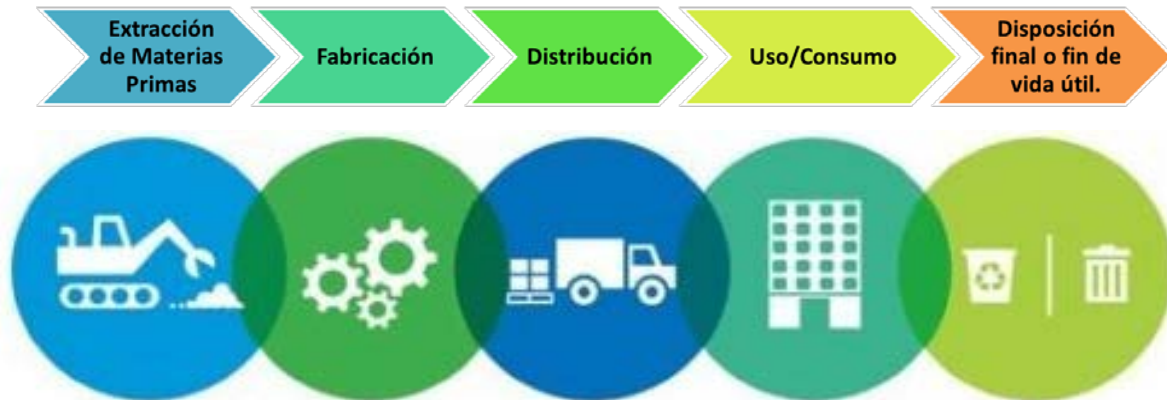 Extracción
de Materias
Primas
Fabricación
Distribución
Uso/Consumo
Disposición
final o fin de
vida útil.